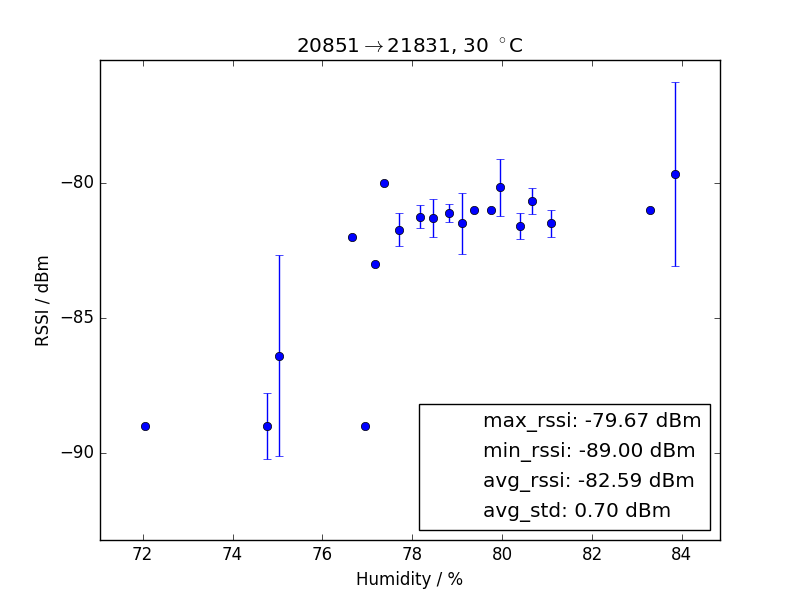 20851→21831, 30 °C
−80
−85
−90
RSSI / dBm
max_rssi: -79.67 dBm
min_rssi: -89.00 dBm
avg_rssi: -82.59 dBm
avg_std: 0.70 dBm
72 74 76 78 80 82 84
Humidity / %